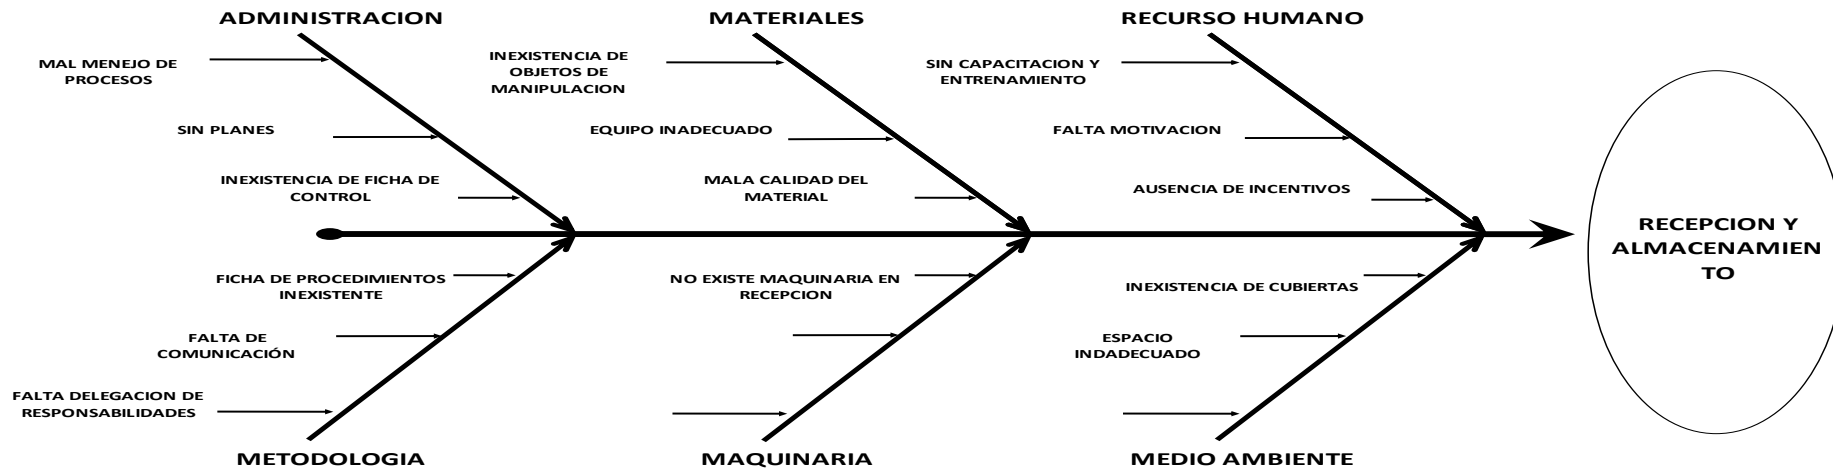 ADMINISTRACION
MATERIALES
RECURSO HUMANO
MAL MENEJO DE
PROCESOS
SIN PLANES
INEXISTENCIA DE FICHA DE
CONTROL
INEXISTENCIA DE
OBJETOS DE
MANIPULACION
EQUIPO INADECUADO
MALA CALIDAD DEL
MATERIAL
SIN CAPACITACION Y
ENTRENAMIENTO
FALTA MOTIVACION
AUSENCIA DE INCENTIVOS
RECEPCION Y
ALMACENAMIEN
TO
FICHA DE PROCEDIMIENTOS
INEXISTENTE
FALTA DE
COMUNICACIÓN
FALTA DELEGACION DE
RESPONSABILIDADES
NO EXISTE MAQUINARIA EN
RECEPCION
INEXISTENCIA DE CUBIERTAS
ESPACIO
INDADECUADO
METODOLOGIA
MAQUINARIA
MEDIO AMBIENTE